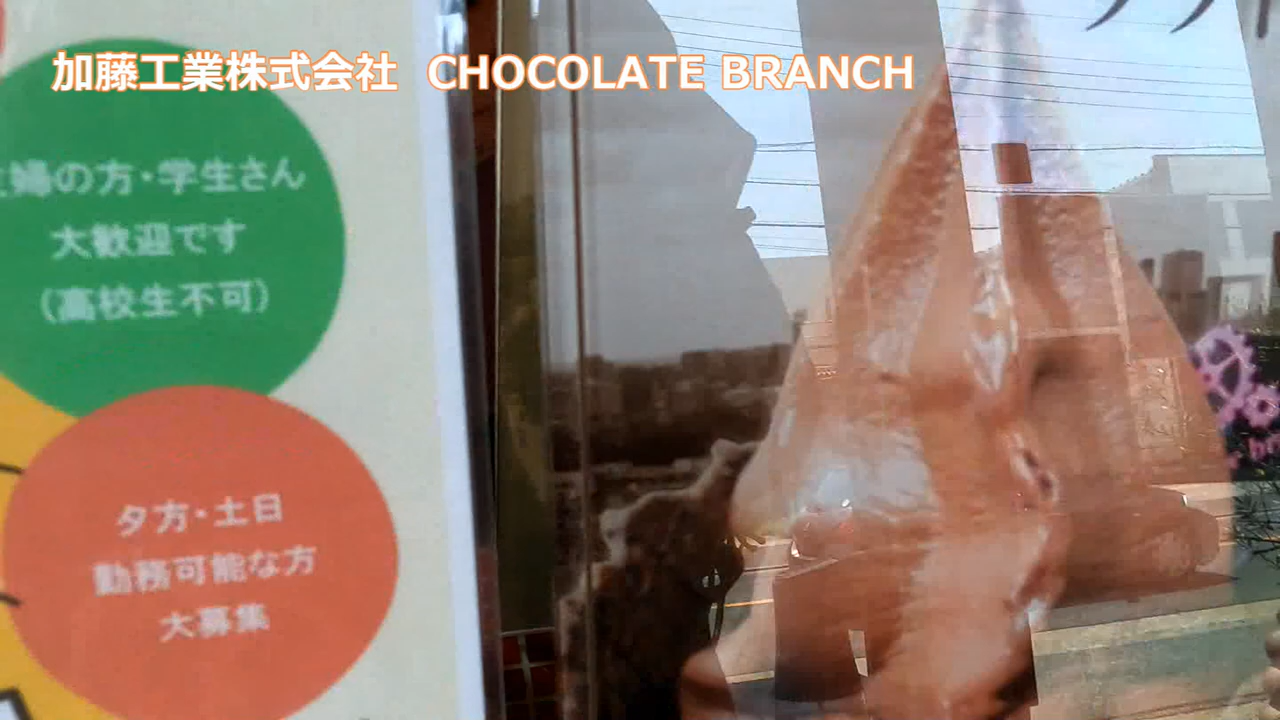 加藤工業株式会社 CHOCOLATE BRANCH
主婦の方・学生さん
大歓迎です
(高校生不可)
夕方・土日
勤務可能な方
大募集